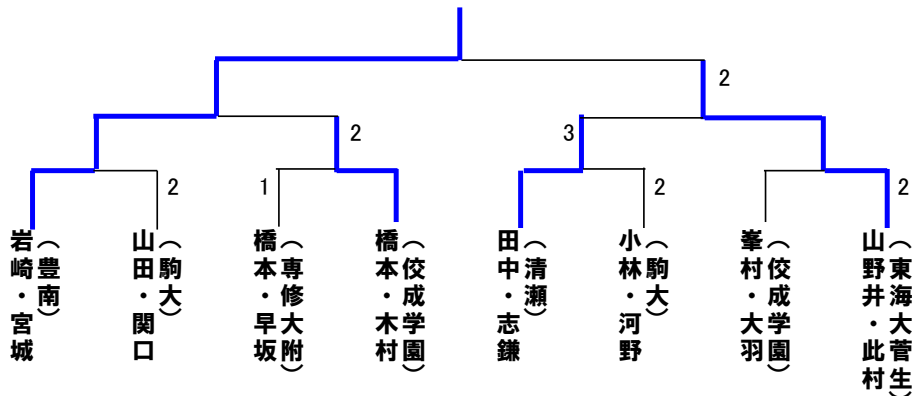 2
2
3
2
1
2
2
岩崎・宮城
（豊南）
山田・関口
（駒大）
橋本・早坂
（専修大附）
橋本・木村
（佼成学園）
田中・志鎌
（清瀬）
小林・河野
（駒大）
峯村・大羽
（佼成学園）
山野井・此村
（東海大菅生）